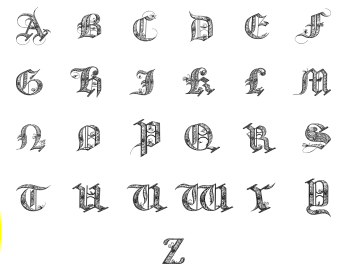 A B C D E F
G H I K L M
N O P Q R S
T U V W X Y
Z